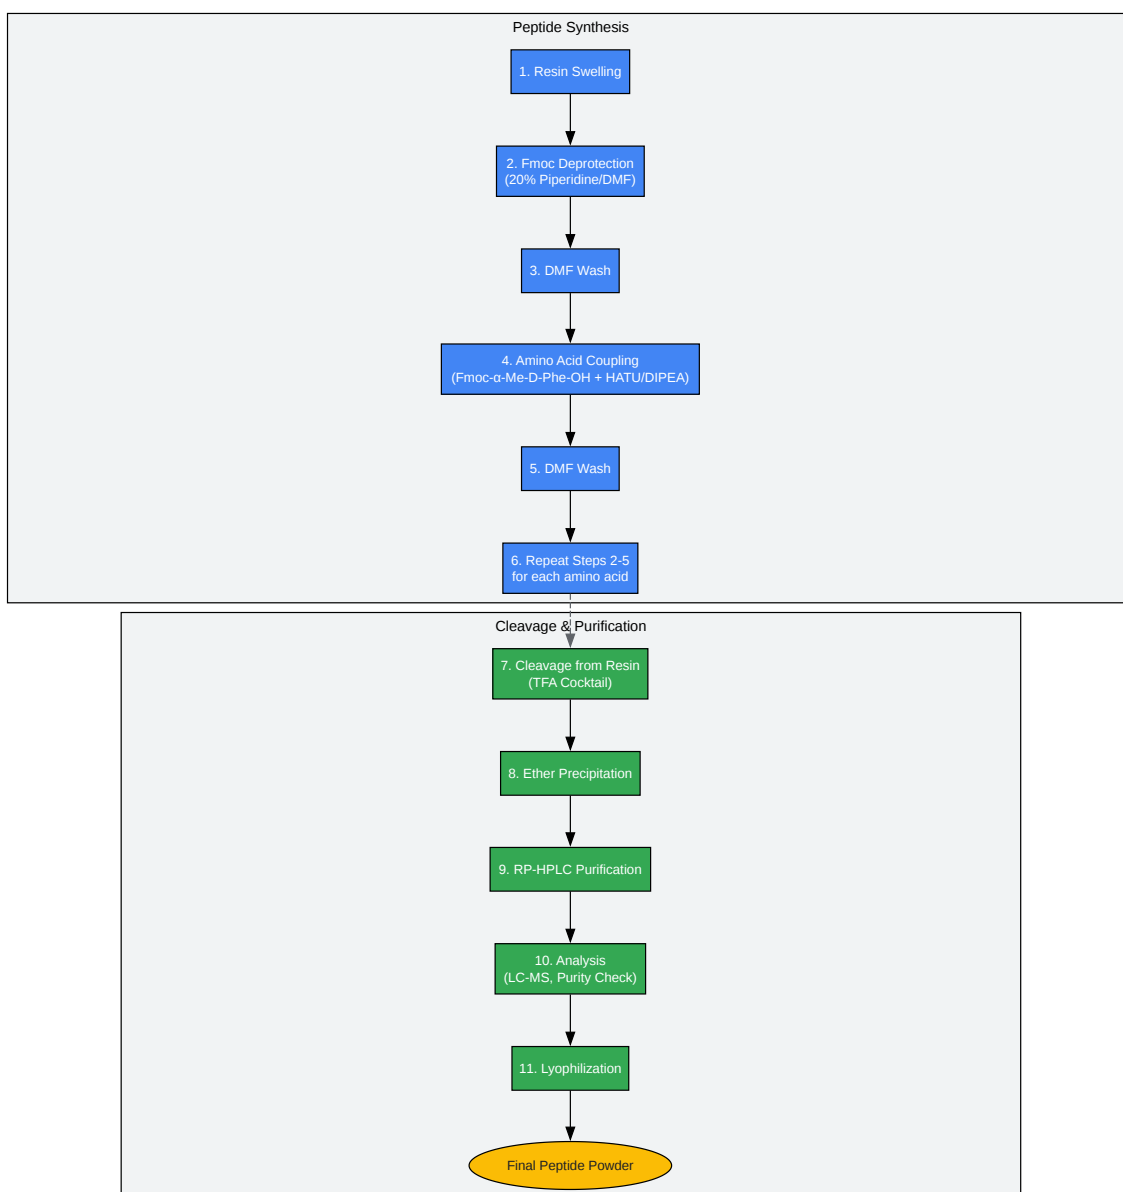 Peptide Synthesis
1. Resin Swelling
2. Fmoc Deprotection
(20% Piperidine/DMF)
3. DMF Wash
4. Amino Acid Coupling
(Fmoc-α-Me-D-Phe-OH + HATU/DIPEA)
5. DMF Wash
6. Repeat Steps 2-5
for each amino acid
Cleavage & Purification
7. Cleavage from Resin
(TFA Cocktail)
8. Ether Precipitation
9. RP-HPLC Purification
10. Analysis
(LC-MS, Purity Check)
11. Lyophilization
Final Peptide Powder